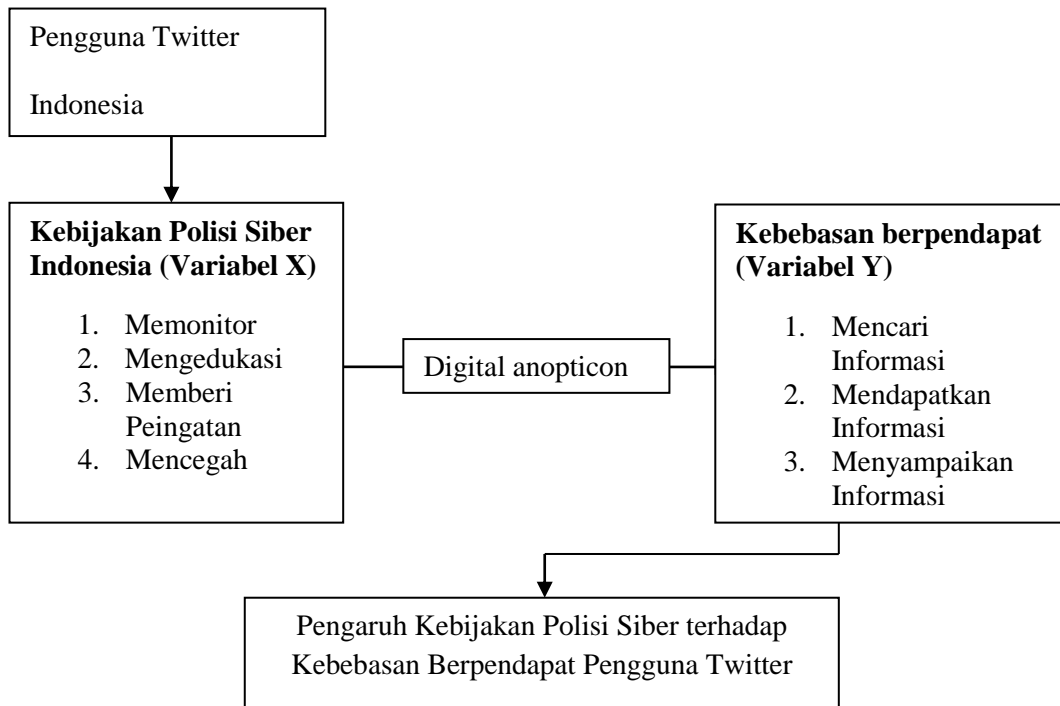 Pengguna Twitter
Indonesia
Kebijakan Polisi Siber
Indonesia (Variabel X)
1. Memonitor
2. Mengedukasi
3. Memberi
Peingatan
4. Mencegah
Digital anopticon
Kebebasan berpendapat
(Variabel Y)
1. Mencari
Informasi
2. Mendapatkan
Informasi
3. Menyampaikan
Informasi
Pengaruh Kebijakan Polisi Siber terhadap
Kebebasan Berpendapat Pengguna Twitter